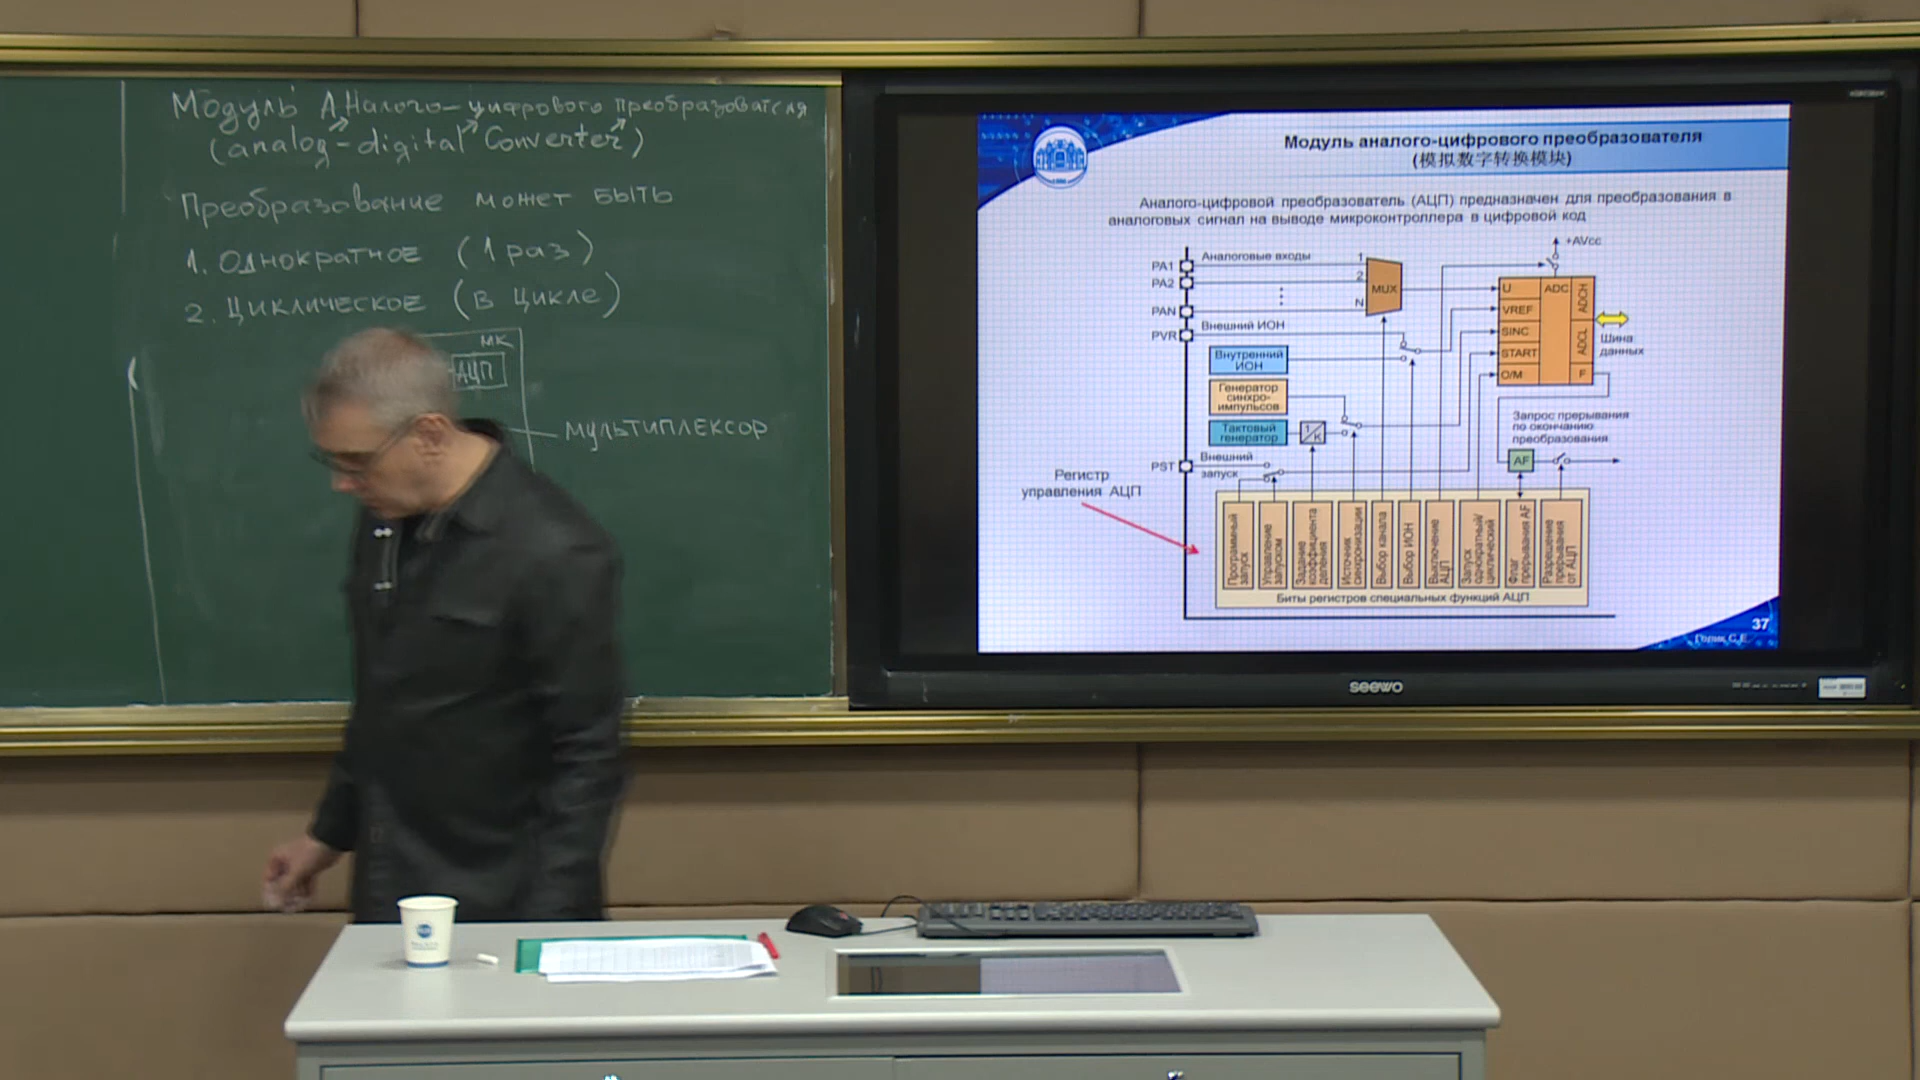 Модуль Аналого-цифрового преобразователя
(analog-digital Converter)
Преобразование может быть
1. Однократное (1 раз)
2. Циклическое (в цикле)
МК
АЦП
мультиплексор
Модуль аналого-цифрового преобразователя
(模拟数字转换模块)
Аналого-цифровой преобразователь (АЦП) предназначен для преобразования в
аналоговых сигнал на выводе микроконтроллера в цифровой код
+AVcc
PA1
Аналоговые входы
1
PA2
2
PAN
N
MUX
PVR
Внешний ИОН
Внутренний
ИОН
Генератор
синхро-
импульсов
Тактовый
генератор
1/K
PST
Внешний
запуск
U
VREF
SINC
START
O/M
ADC
ADCH
ADCL
F
Шина
данных
Запрос прерывания
по окончанию
преобразования
AF
Регистр
управления АЦП
Программный
запуск
Управление
запуском
Задание
коэффициента
деления
Источник
синхронизации
Выбор канала
Выбор ИОН
Выключение
АЦП
Запуск
однократный/
циклический
Флаг
прерывания AF
Разрешение
прерывания
от АЦП
Биты регистров специальных функций АЦП
37
seewo